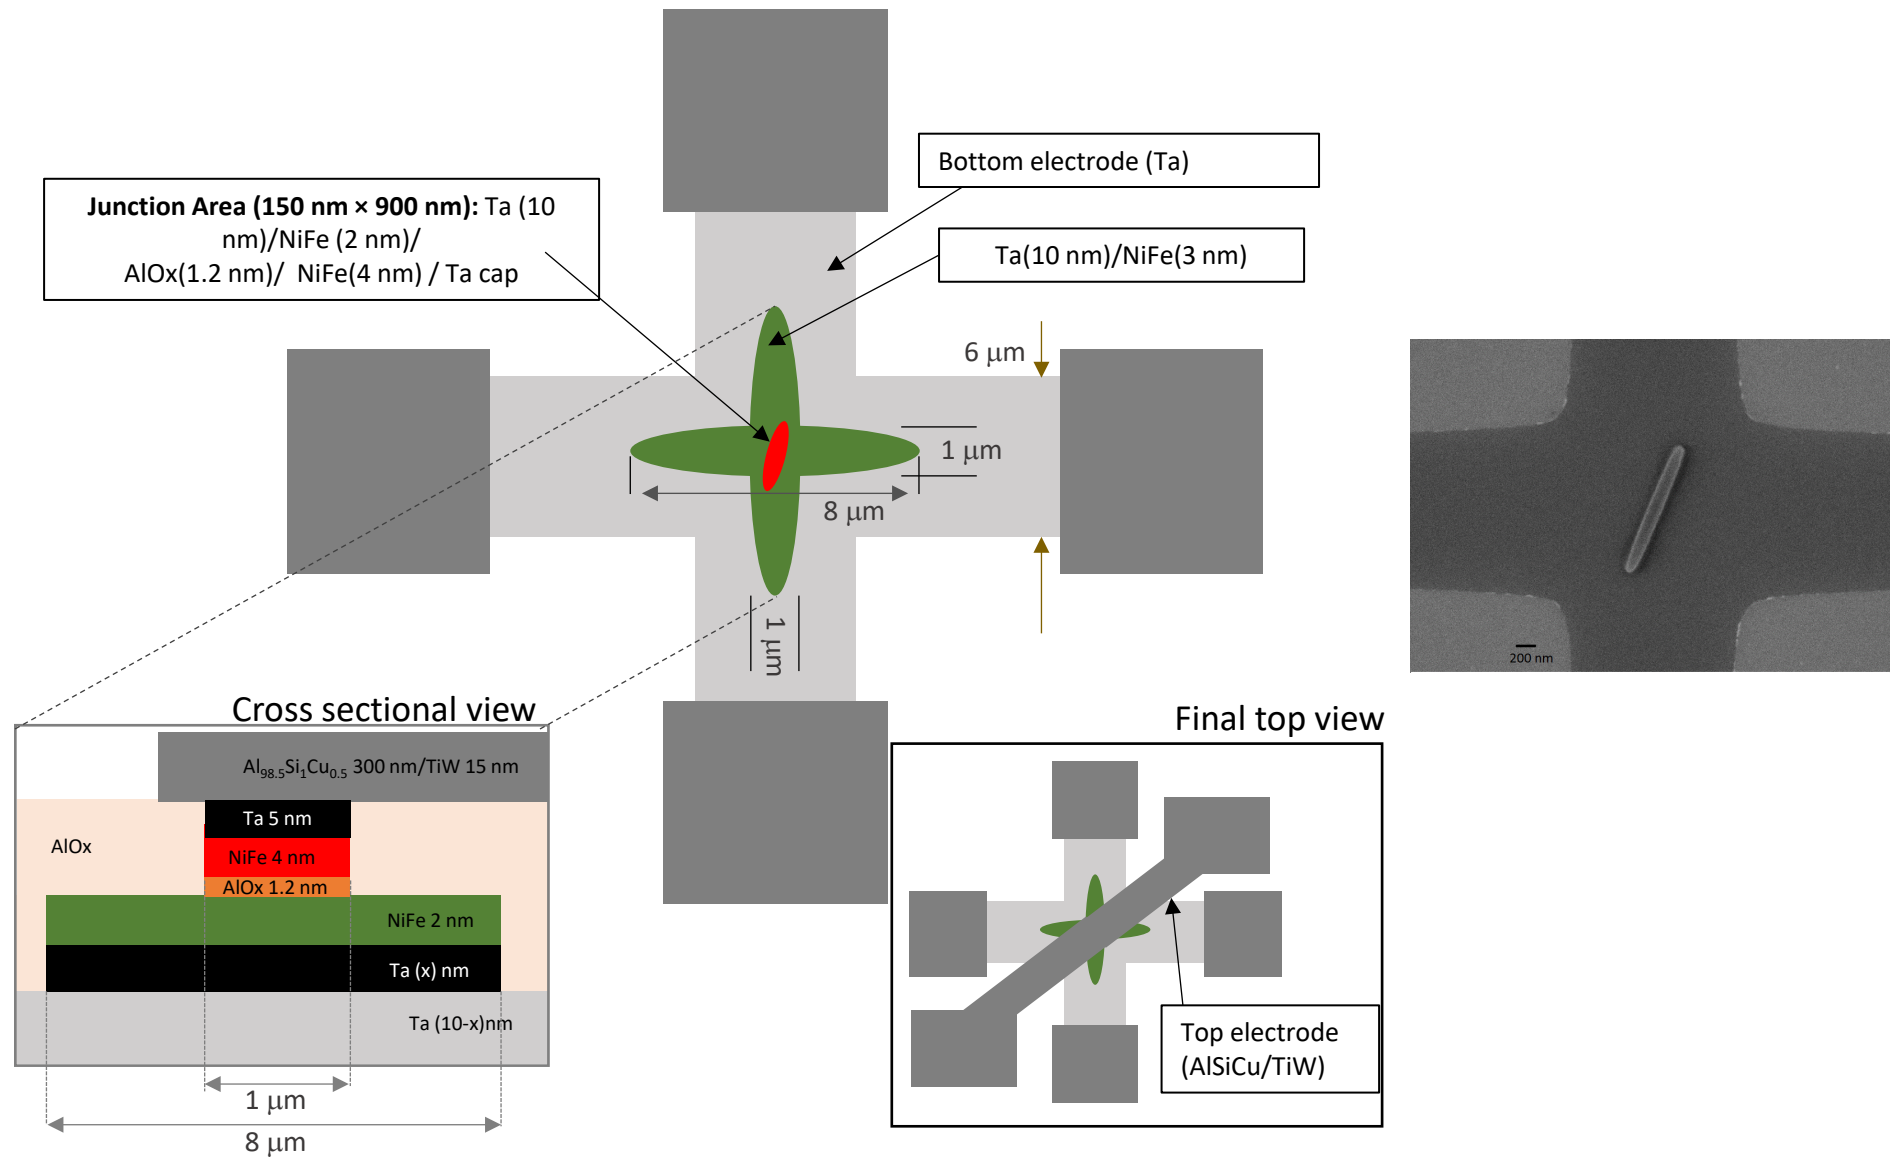 Bottom electrode (Ta)
Junction Area (150 nm × 900 nm): Ta (10
nm)/NiFe (2 nm)/
AlOx(1.2 nm)/ NiFe(4 nm) / Ta cap
Ta(10 nm)/NiFe(3 nm)
6 μm
1 μm
8 μm
1 μm
200 nm
Cross sectional view
Al98.5Si1Cu0.5 300 nm/TiW 15 nm
Ta 5 nm
AlOx
NiFe 4 nm
AlOx 1.2 nm
NiFe 2 nm
Ta (x) nm
Ta (10-x)nm
1 μm
8 μm
Final top view
Top electrode
(AlSiCu/TiW)